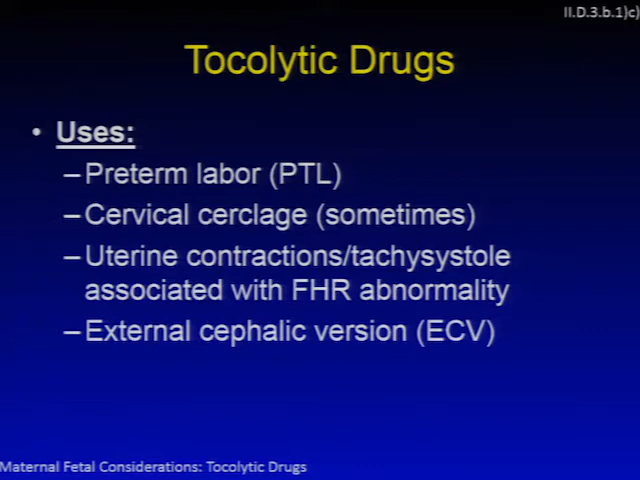 II.D.3.b.1)c)
Tocolytic Drugs
• Uses:
–Preterm labor (PTL)
–Cervical cerclage (sometimes)
–Uterine contractions/tachysystole
associated with FHR abnormality
–External cephalic version (ECV)
Maternal Fetal Considerations: Tocolytic Drugs